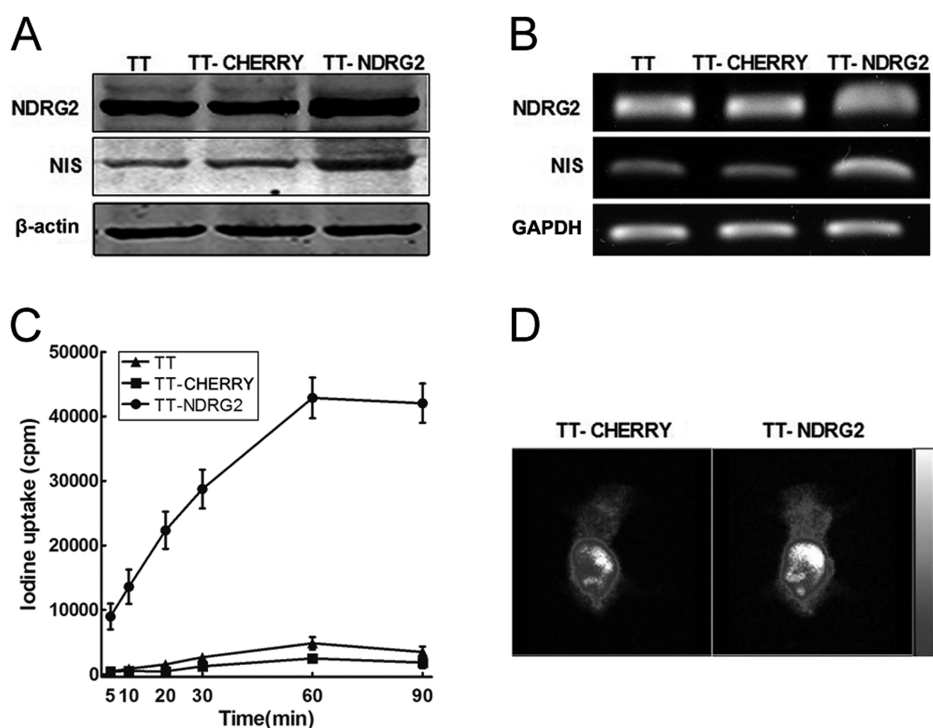 A
TT TT- CHERRY TT- NDRG2
NDRG2
NIS
β-actin
B
TT TT- CHERRY TT- NDRG2
NDRG2
NIS
GAPDH
C
50000
40000
30000
20000
10000
0
Iodine uptake (cpm)
TT
TT-CHERRY
TT-NDRG2
5 10 20 30 60 90
Time(min)
D
TT- CHERRY TT- NDRG2